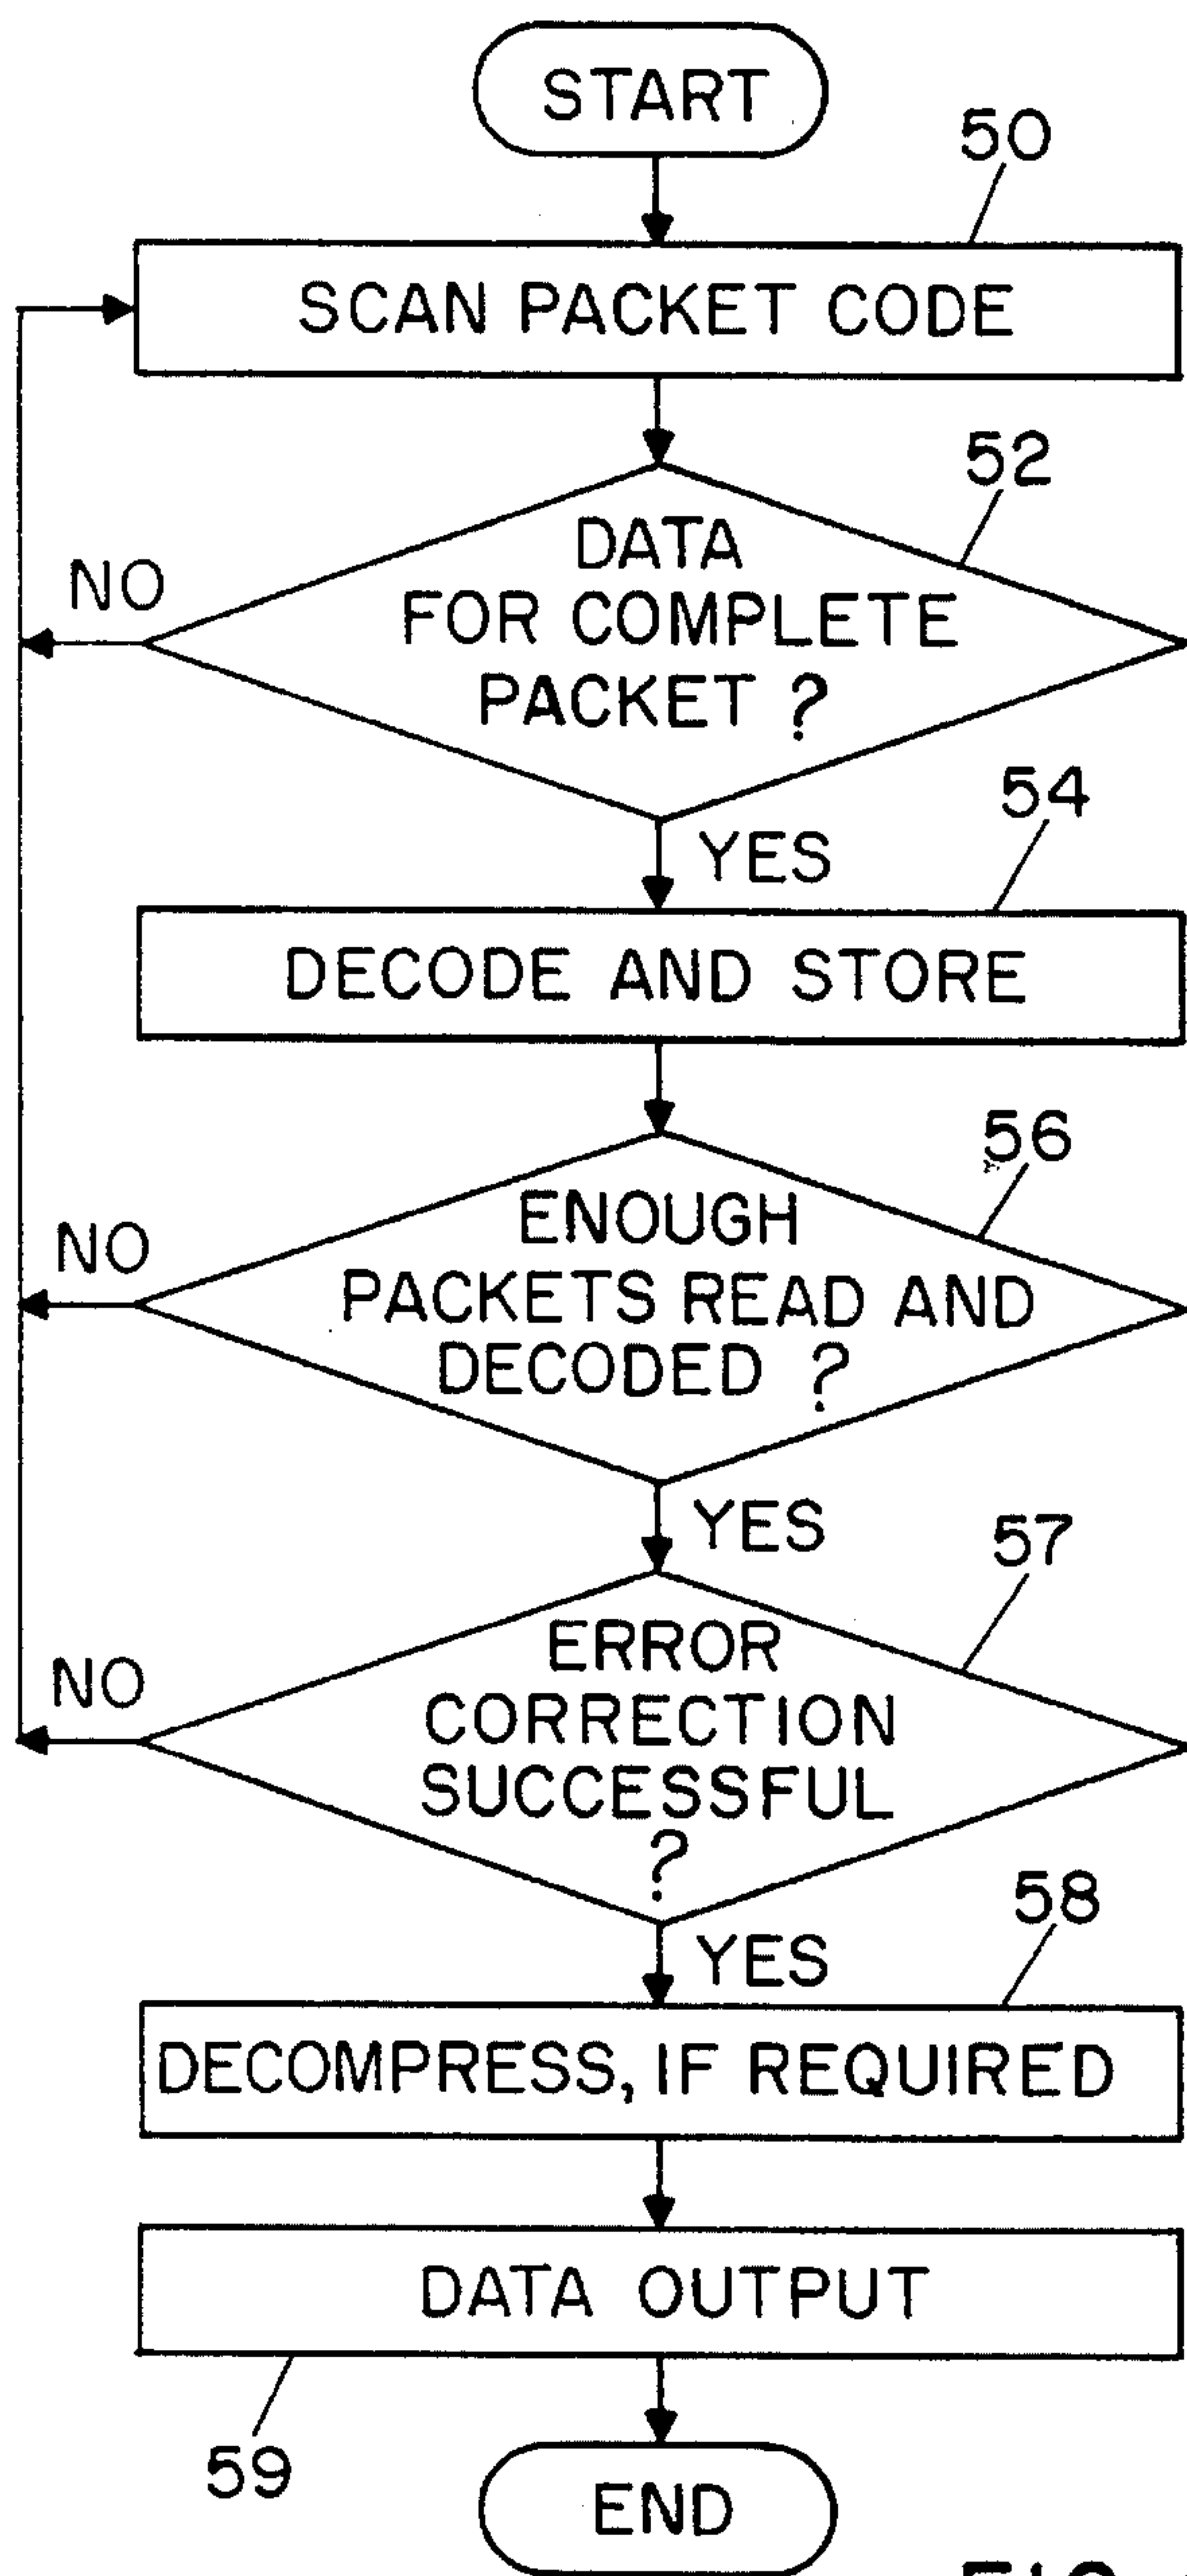 START
50
SCAN PACKET CODE
52
DATA
FOR COMPLETE
PACKET ?
NO
54
YES
DECODE AND STORE
56
ENOUGH
PACKETS READ AND
DECODED ?
NO
57
YES
ERROR
CORRECTION
SUCCESSFUL
?
NO
58
YES
DECOMPRESS, IF REQUIRED
DATA OUTPUT
59
END